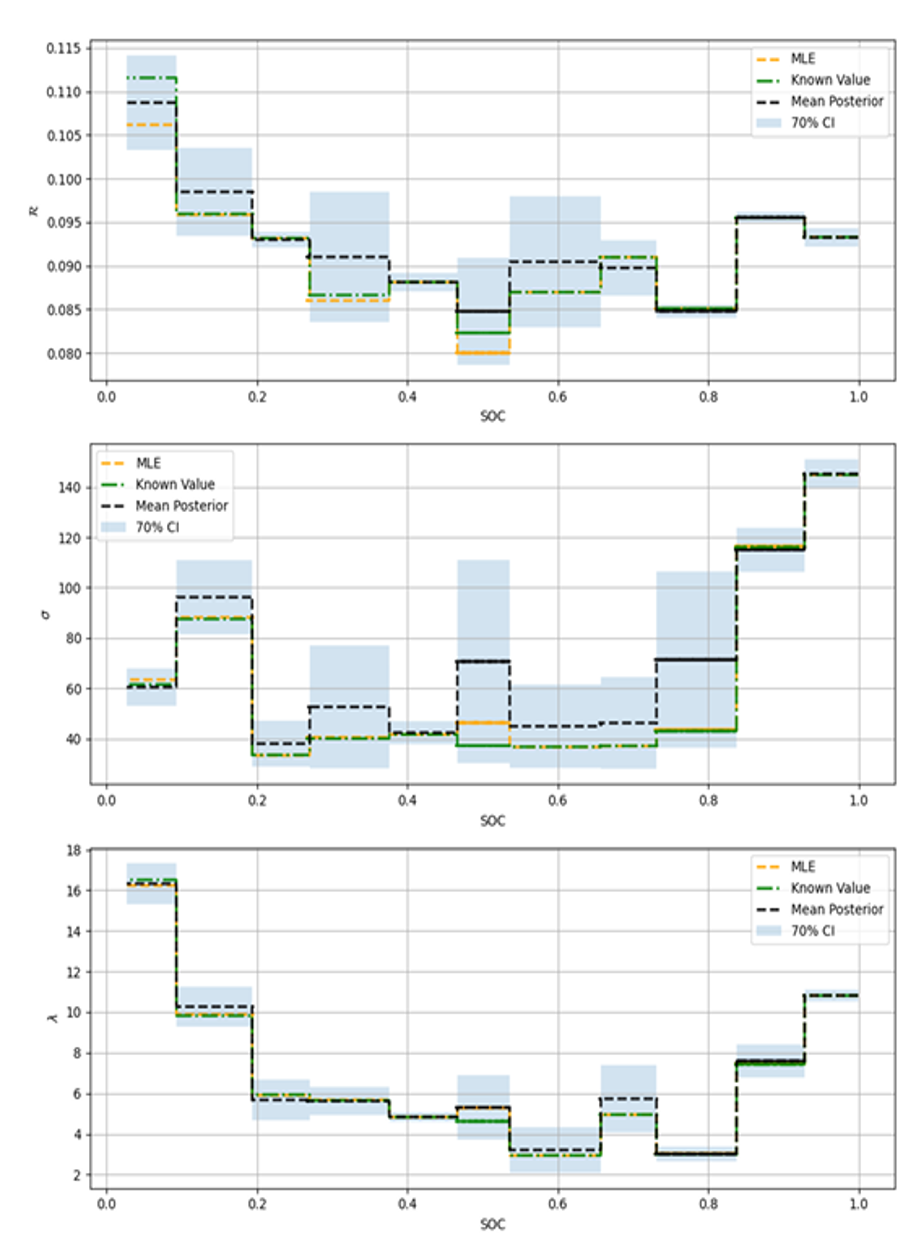 0.115
0.110
0.105
0.100
0.095
0.090
0.085
0.080
ℛ
MLE
Known Value
Mean Posterior
70% CI
0.0 0.2 0.4 0.6 0.8 1.0
SOC
140
120
100
80
60
40
σ
MLE
Known Value
Mean Posterior
70% CI
0.0 0.2 0.4 0.6 0.8 1.0
SOC
18
16
14
12
10
8
6
4
2
λ
MLE
Known Value
Mean Posterior
70% CI
0.0 0.2 0.4 0.6 0.8 1.0
SOC